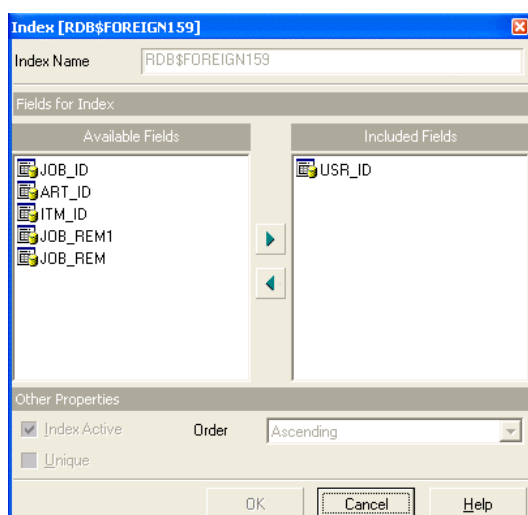 Index [RDB$FOREIGN159]
Index Name RDB$FOREIGN159
Fields for Index
Available Fields
Included Fields
JOB_ID
ART_ID
ITM_ID
JOB_REM1
JOB_REM
USR_ID
Other Properties
Index Active Order Ascending
Unique
OK Cancel Help